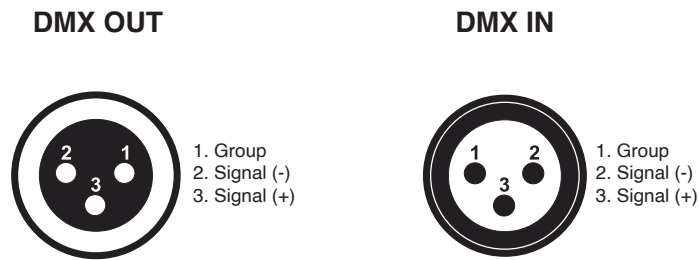 DMX OUT
DMX IN
2 1
3
1. Group
2. Signal (-)
3. Signal (+)
1 2
3
1. Group
2. Signal (-)
3. Signal (+)